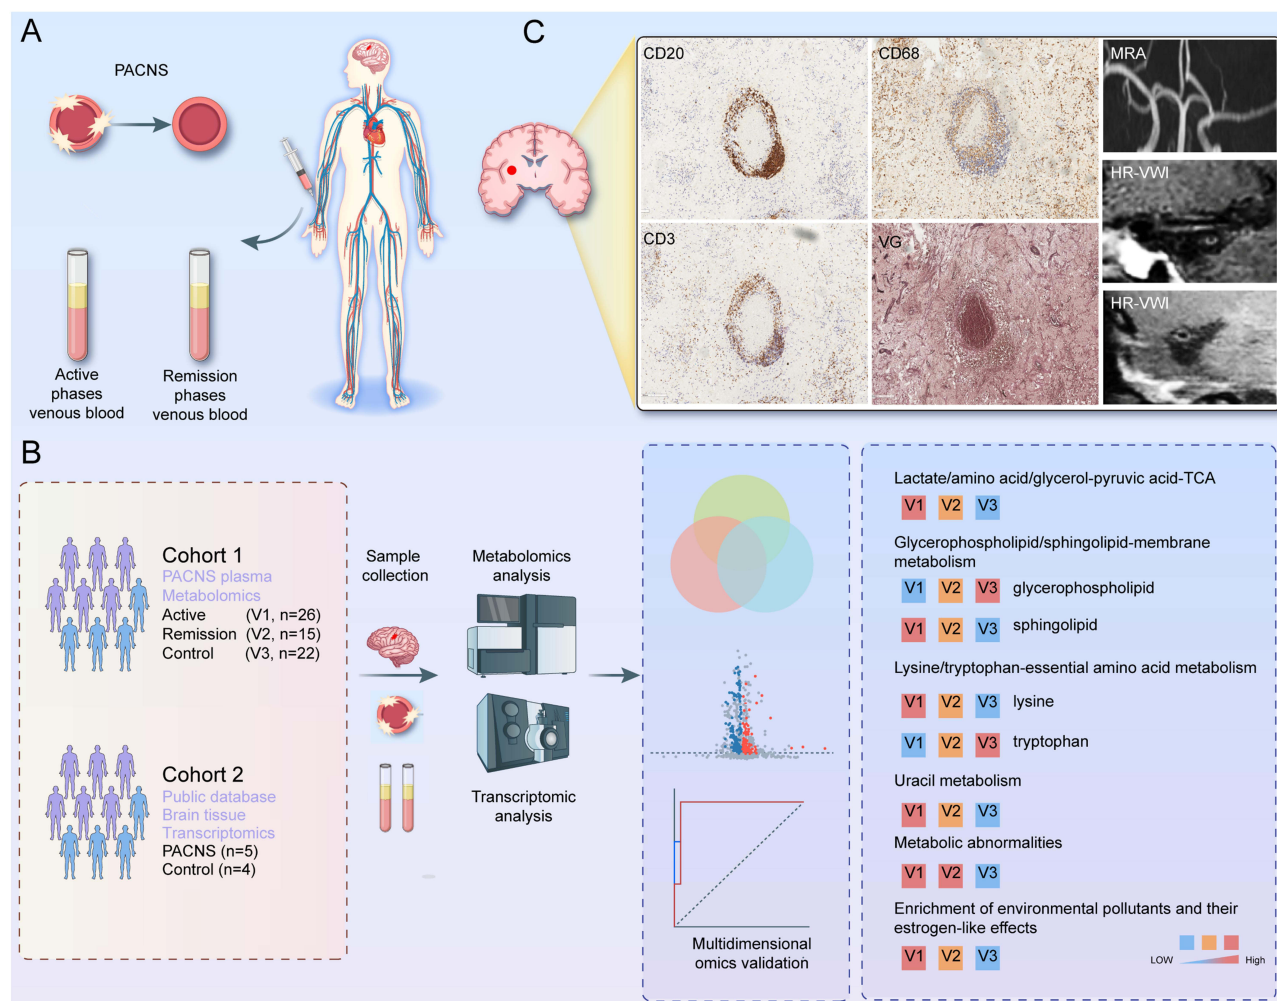 A
PACNS
Active
phases
venous blood
Remission
phases
venous blood
C
CD20
CD68
MRA
HR-VWI
CD3
VG
HR-VWI
B
Cohort 1
PACNS plasma
Metabolomics
Active (V1, n=26)
Remission (V2, n=15)
Control (V3, n=22)
Cohort 2
Public database
Brain tissue
Transcriptomics
PACNS (n=5)
Control (n=4)
Sample
collection
Metabolomics
analysis
Transcriptomic
analysis
Multidimensional
omics validation
Lactate/amino acid/glycerol-pyruvic acid-TCA
V1 V2 V3
Glycerophospholipid/sphingolipid-membrane
metabolism
V1 V2 V3 glycerophospholipid
V1 V2 V3 sphingolipid
Lysine/tryptophan-essential amino acid metabolism
V1 V2 V3 lysine
V1 V2 V3 tryptophan
Uracil metabolism
V1 V2 V3
Metabolic abnormalities
V1 V2 V3
Enrichment of environmental pollutants and their
estrogen-like effects
V1 V2 V3
LOW High